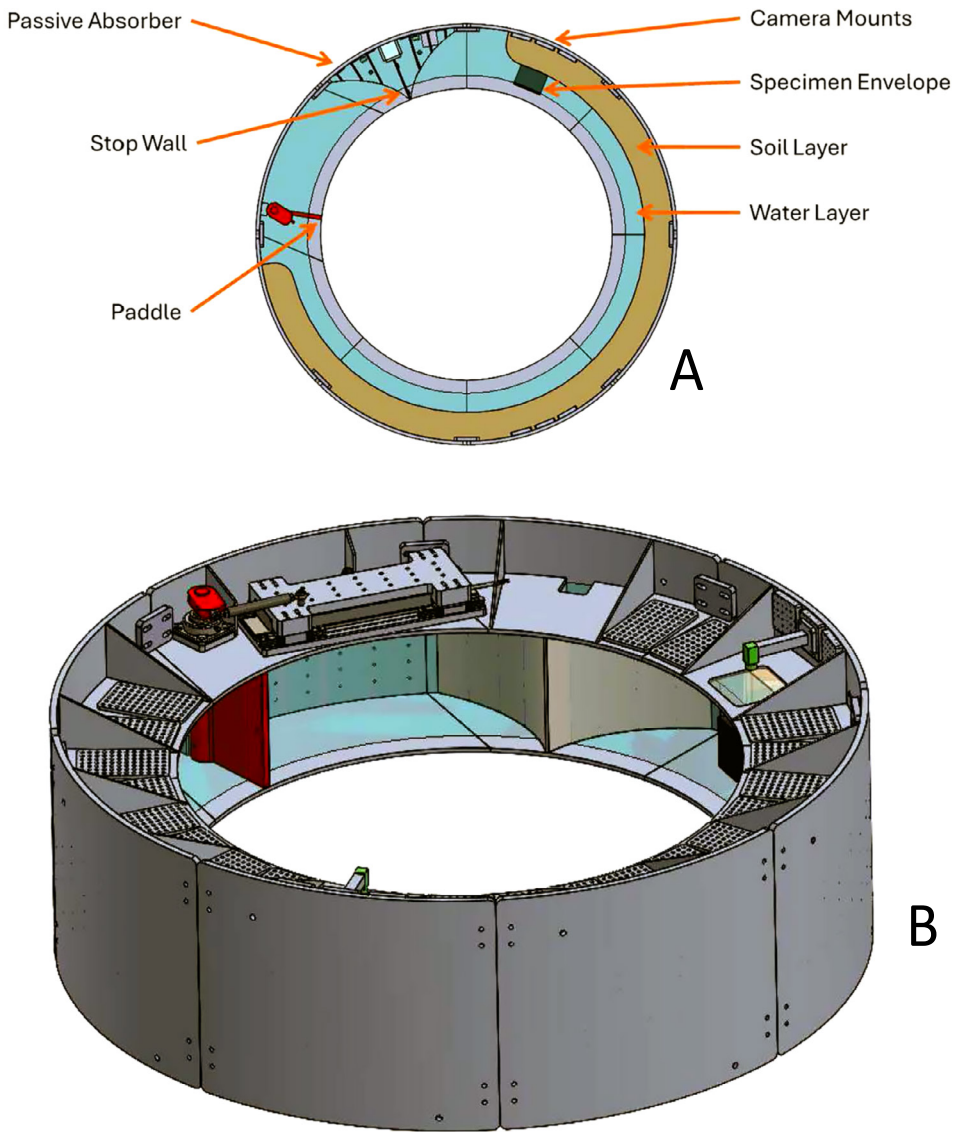 Passive Absorber
Camera Mounts
Specimen Envelope
Stop Wall
Soil Layer
Water Layer
Paddle
A
B